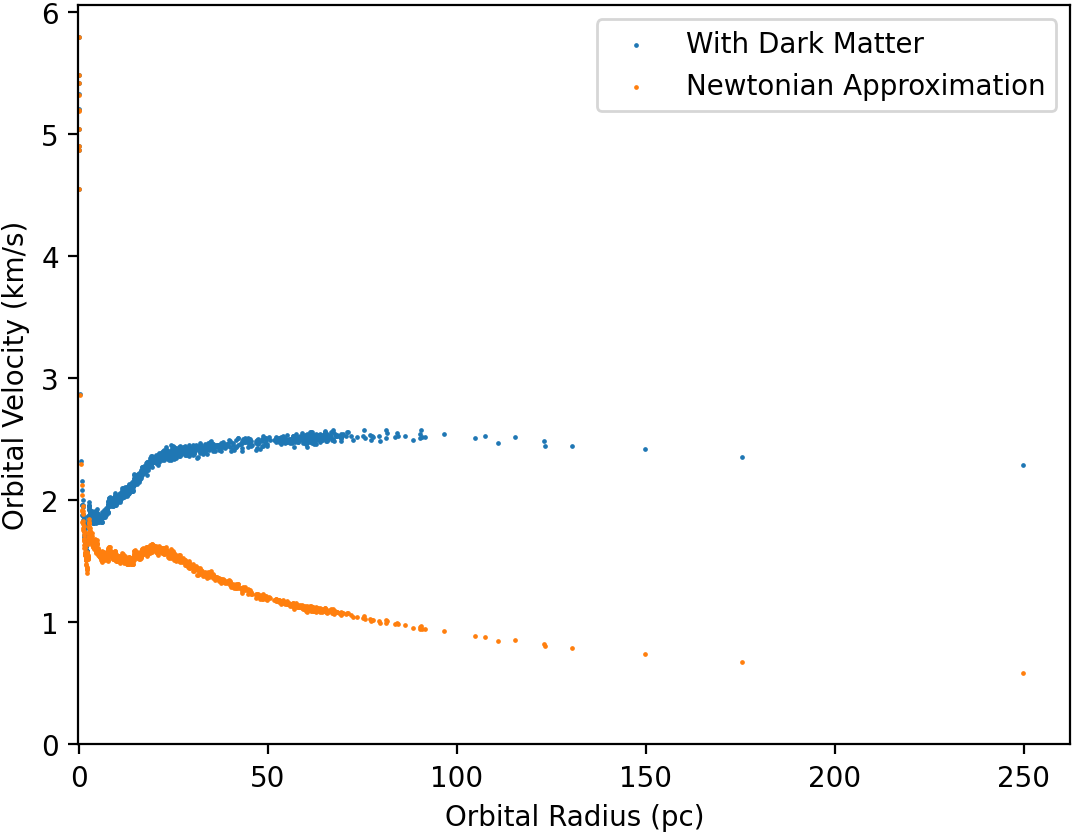 6
5
4
3
2
1
0
Orbital Velocity (km/s)
With Dark Matter
Newtonian Approximation
0 50 100 150 200 250
Orbital Radius (pc)